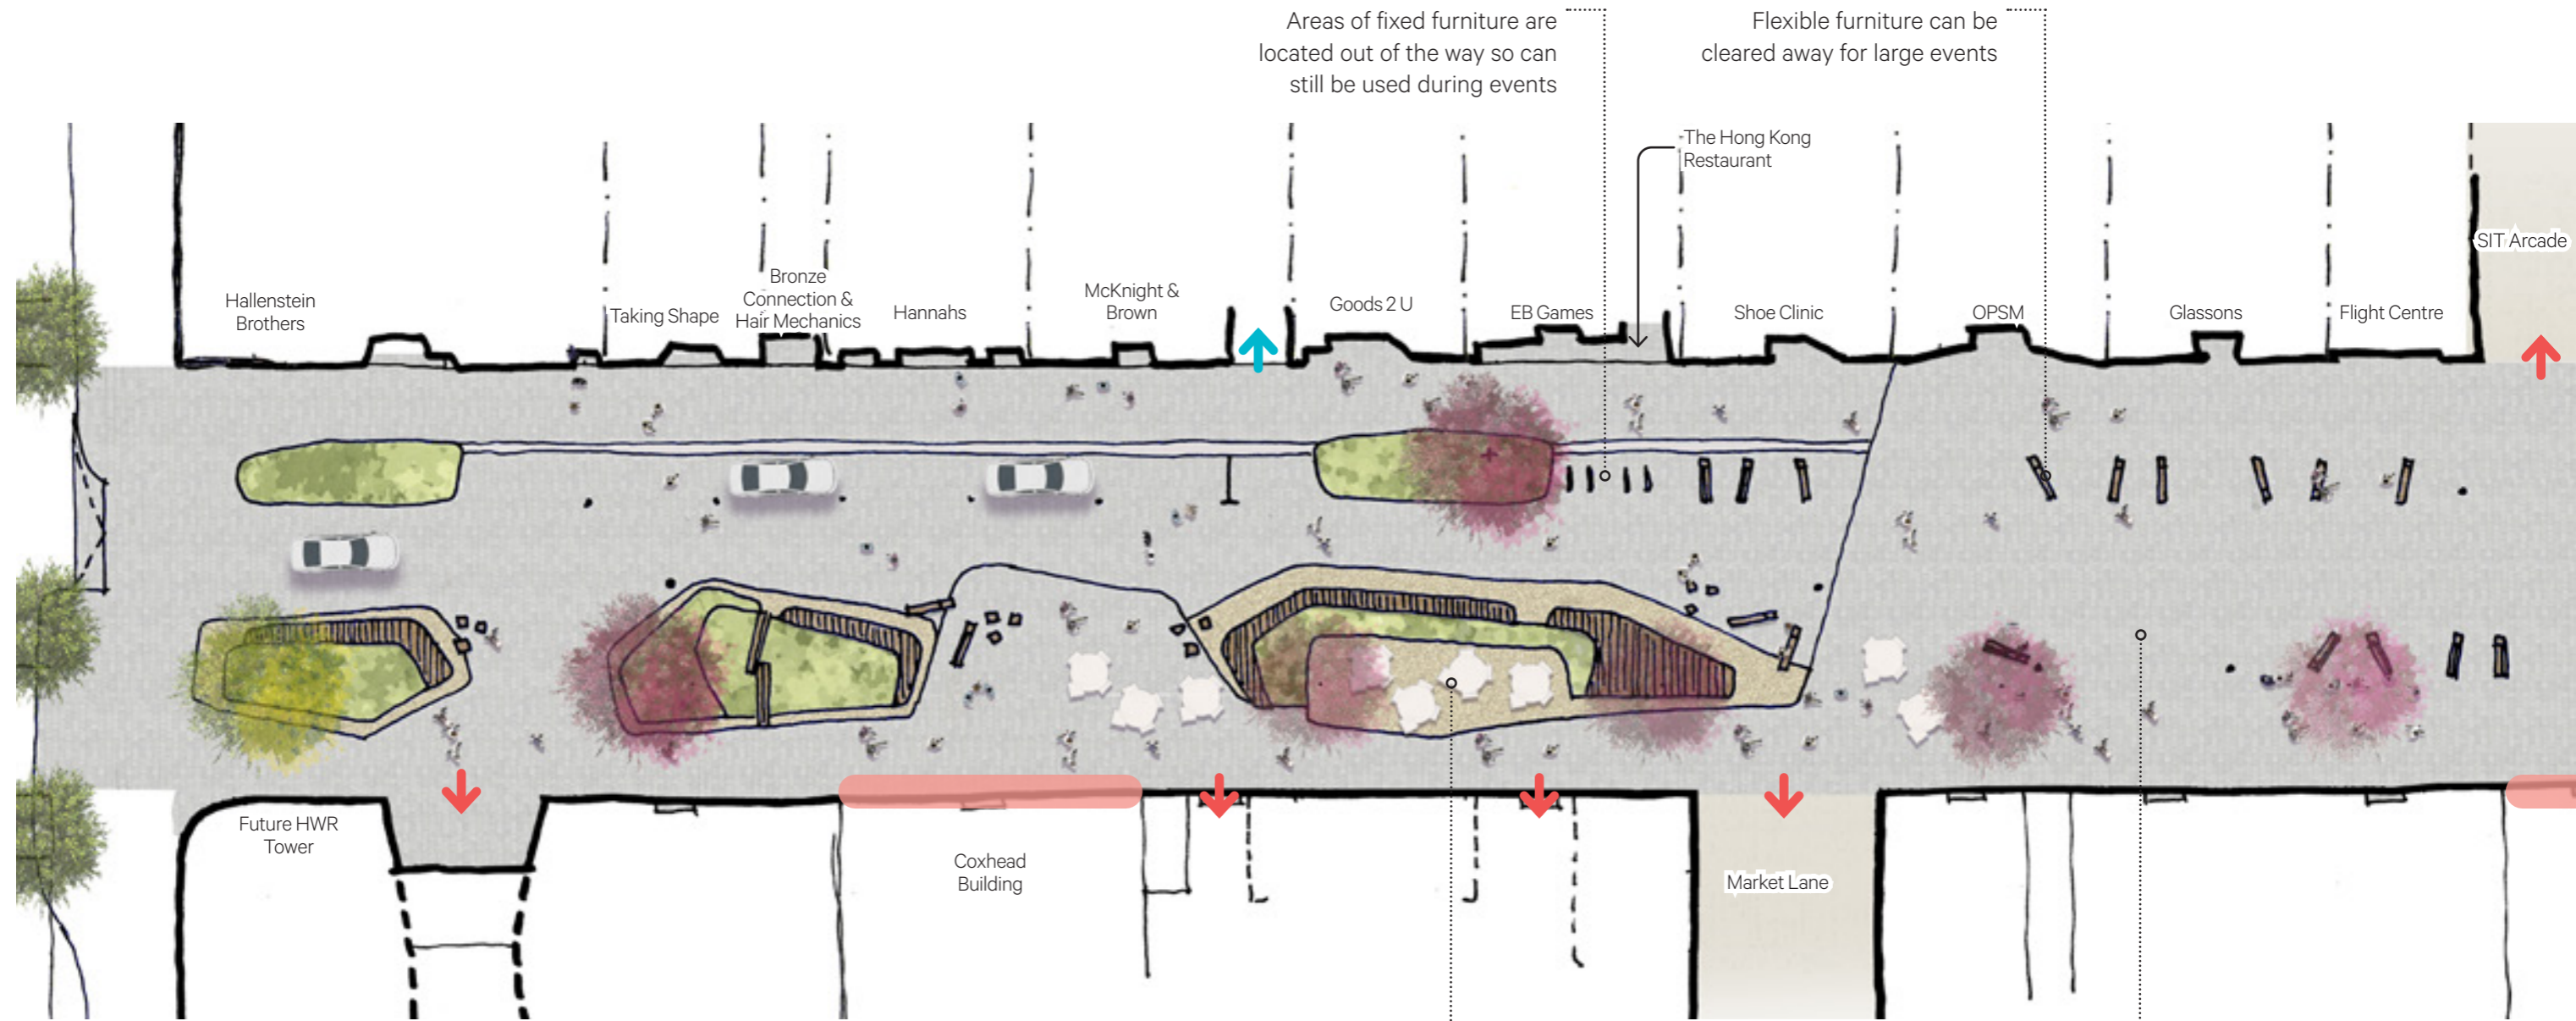 Areas of fixed furniture are
located out of the way so can
still be used during events
Flexible furniture can be
cleared away for large events
The Hong Kong
Restaurant
SIT Arcade
Hallenstein
Brothers
Taking Shape
Bronze
Connection &
Hair Mechanics
Hannahs
McKnight &
Brown
Goods 2 U
EB Games
Shoe Clinic
OPSM
Glassons
Flight Centre
Future HWR
Tower
Coxhead
Building
Market Lane